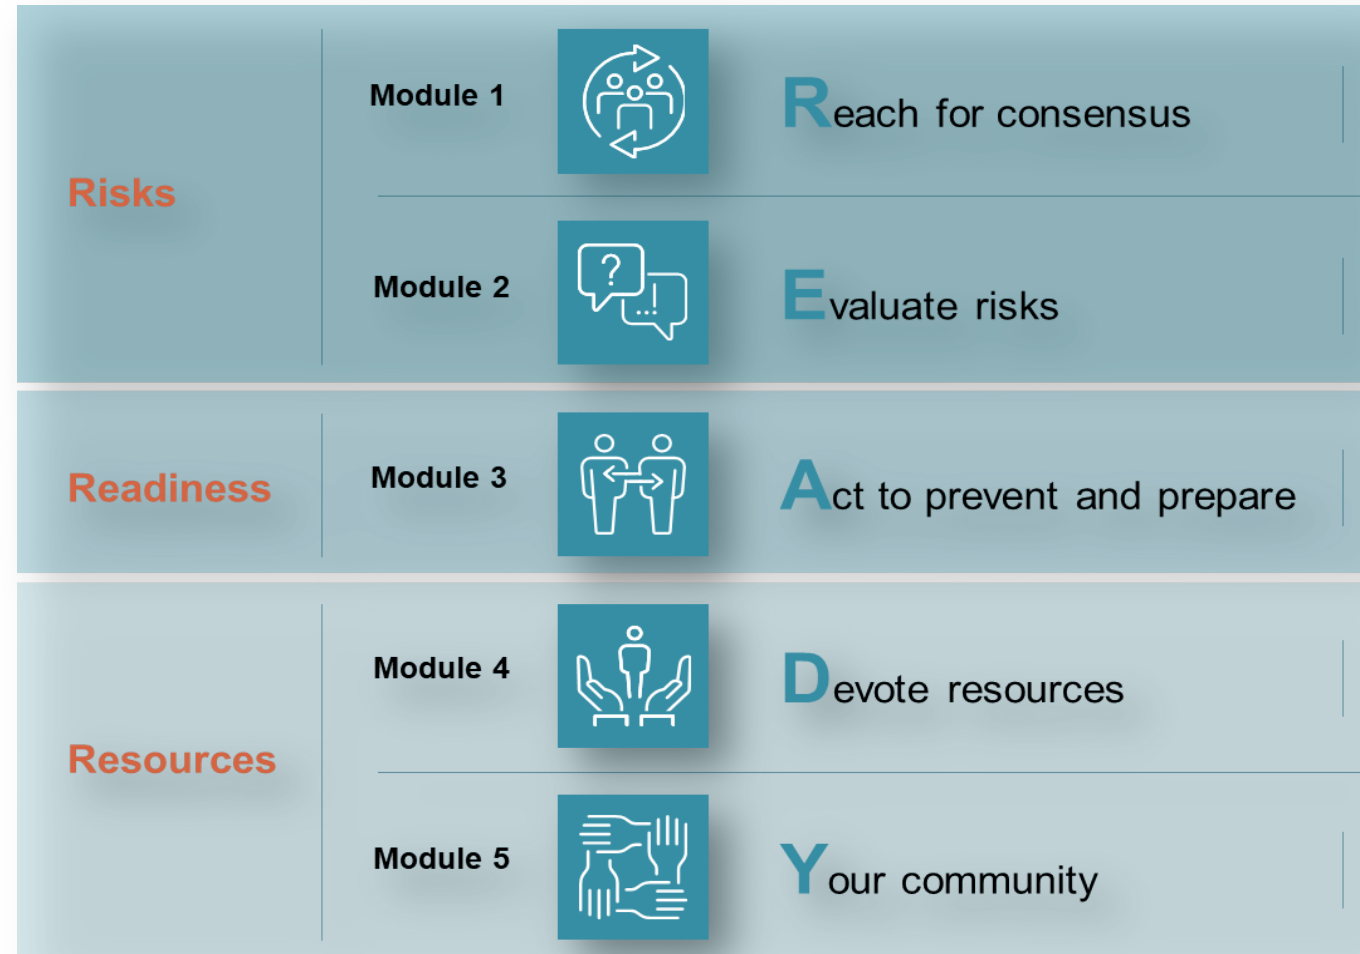 Risks
Module 1
Reach for consensus
Module 2
?
!
...
Evaluate risks
Readiness
Module 3
Act to prevent and prepare
Resources
Module 4
Devote resources
Module 5
Your community